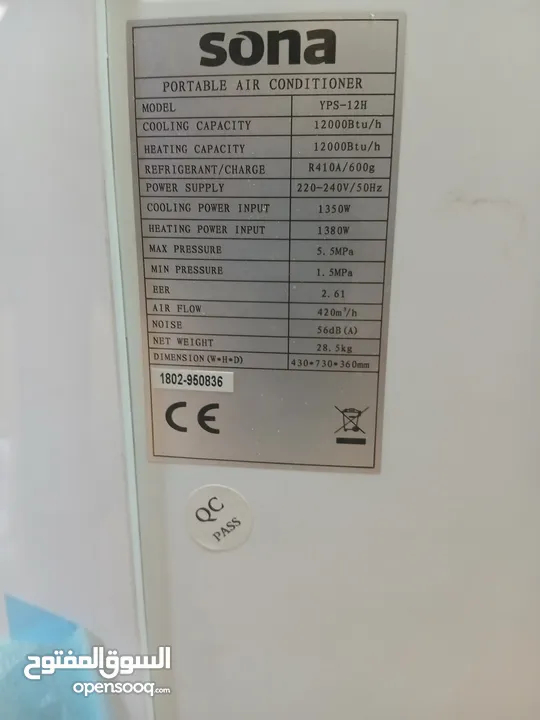 sona
PORTABLE AIR CONDITIONER
MODEL YPS-12H
COOLING CAPACITY 12000Btu/h
HEATING CAPACITY 12000Btu/h
REFRIGERANT/CHARGE R410A/600g
POWER SUPPLY 220-240V/50Hz
COOLING POWER INPUT 1350W
HEATING POWER INPUT 1380W
MAX PRESSURE 5.5MPa
MIN PRESSURE 1.5MPa
EER 2.61
AIR FLOW 420m³/h
NOISE 56dB(A)
NET WEIGHT 28.5kg
DIMENSION(W*H*D) 430*730*360mm
1802-950836
CE
QC
PASS
السوق المفتوح
opensooq.com